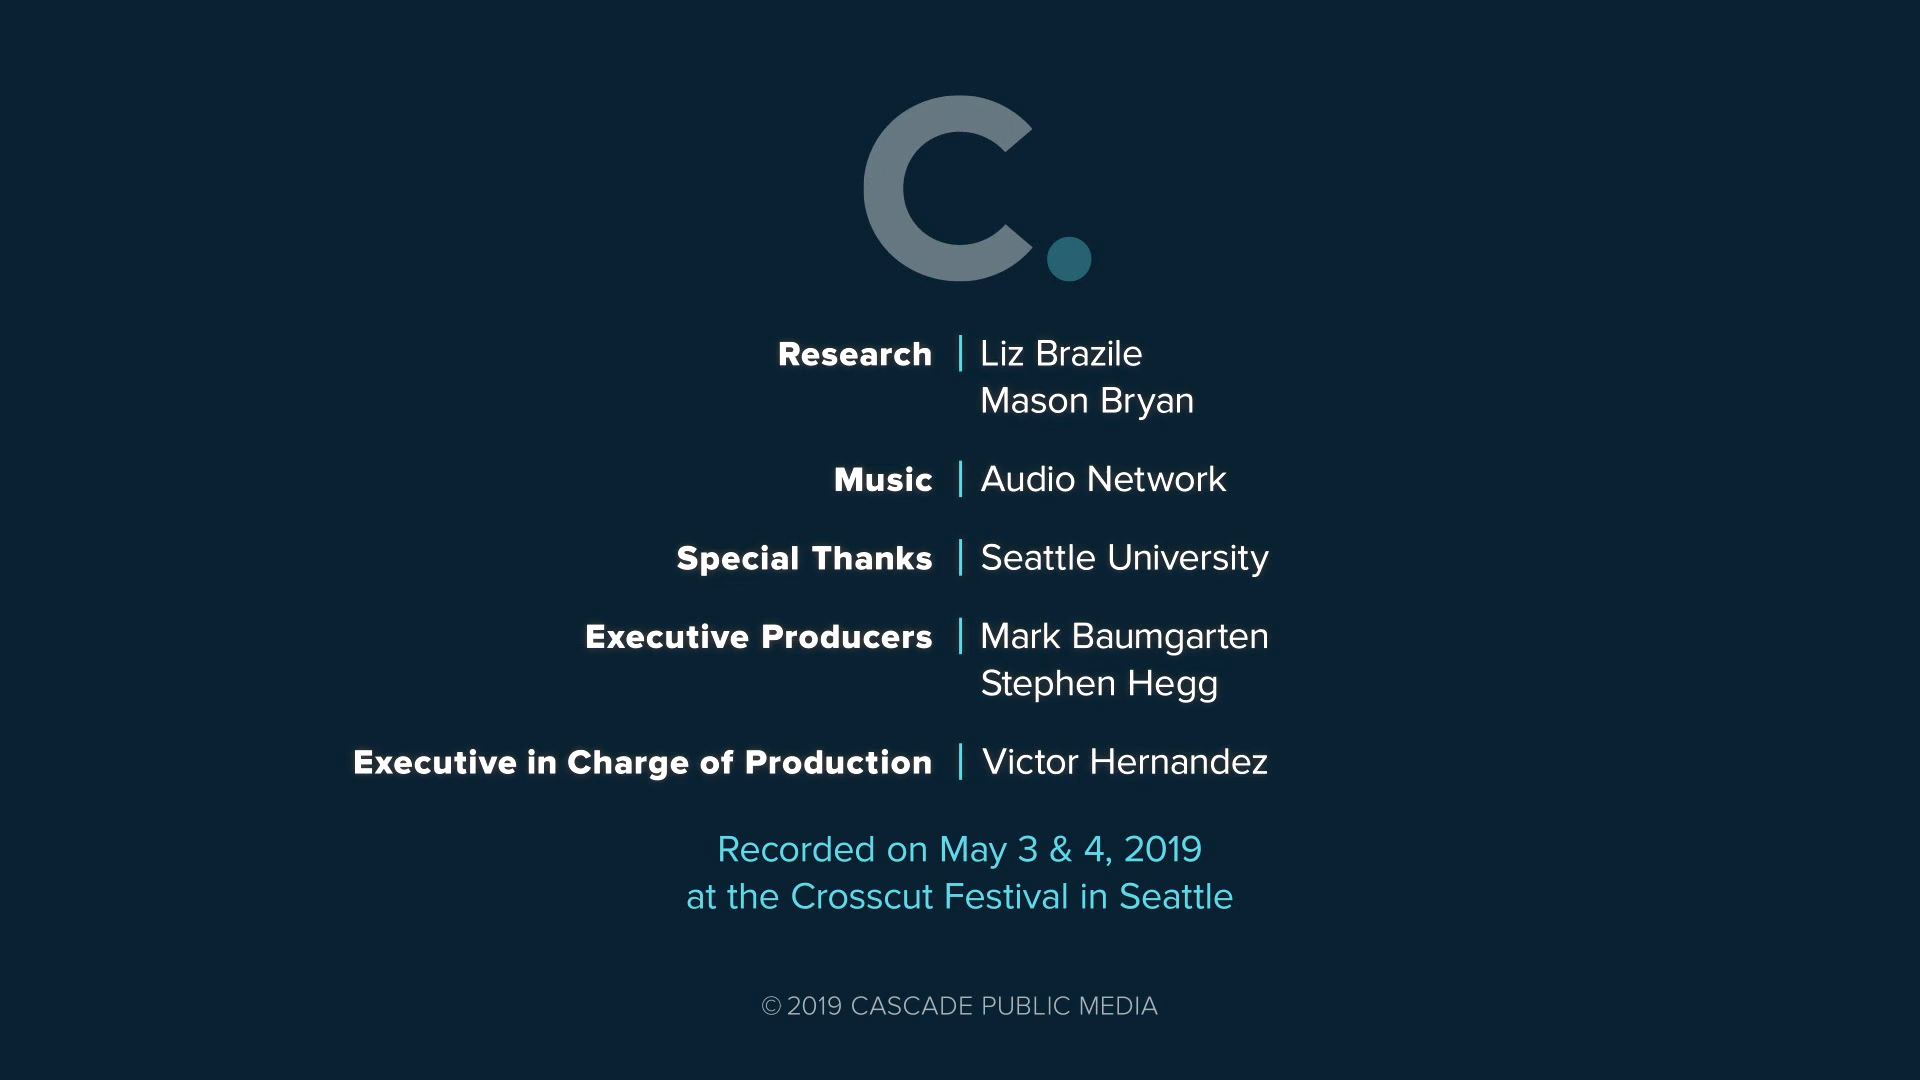 C.
Research | Liz Brazile
Mason Bryan
Music | Audio Network
Special Thanks | Seattle University
Executive Producers | Mark Baumgarten
Stephen Hegg
Executive in Charge of Production | Victor Hernandez
Recorded on May 3 & 4, 2019
at the Crosscut Festival in Seattle
© 2019 CASCADE PUBLIC MEDIA